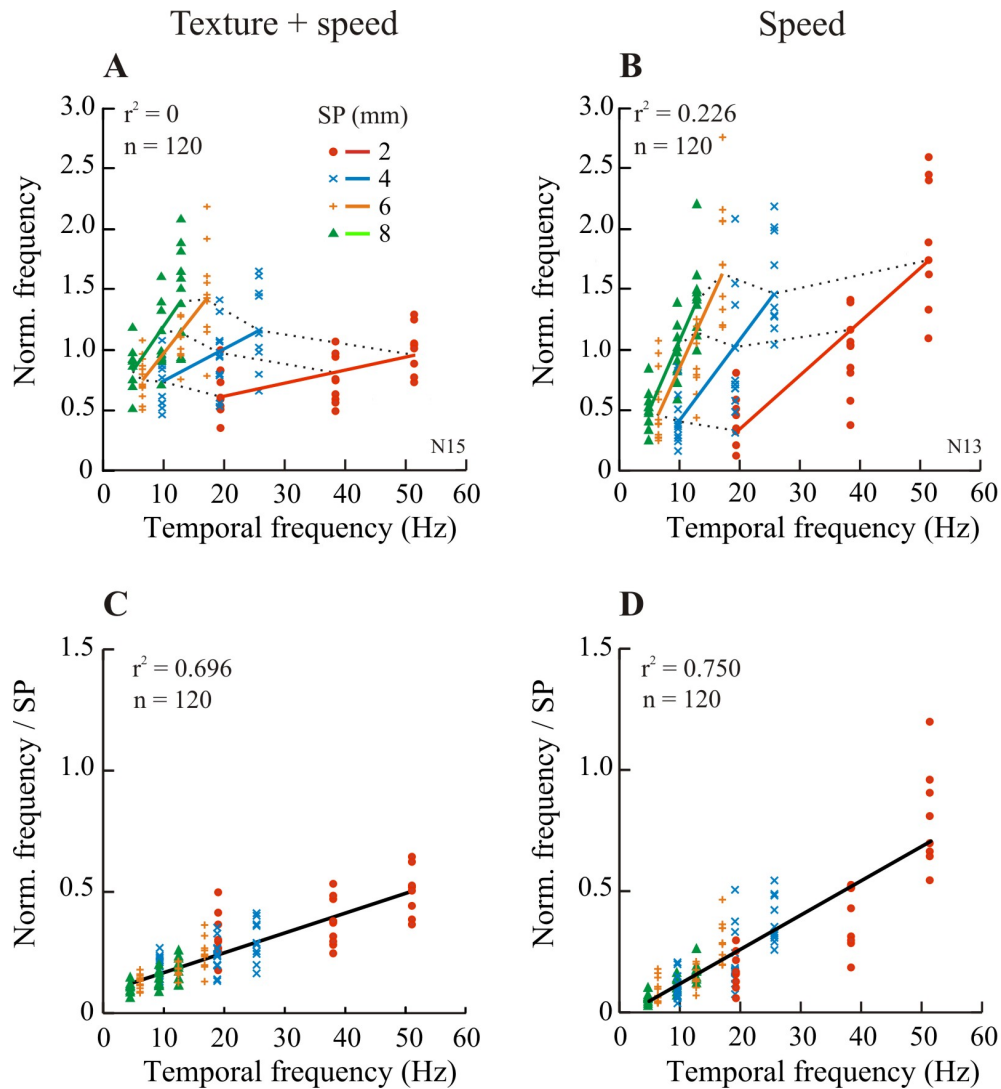 Texture + speed
Speed
A
B
r² = 0
n = 120
SP (mm)
2
4
6
8
r² = 0.226
n = 120
3.0
2.5
2.0
1.5
1.0
0.5
0
Norm. frequency
N15
0 10 20 30 40 50 60
Temporal frequency (Hz)
3.0
2.5
2.0
1.5
1.0
0.5
0
Norm. frequency
N13
0 10 20 30 40 50 60
Temporal frequency (Hz)
C
D
r² = 0.696
n = 120
1.5
1.0
0.5
0
Norm. frequency / SP
0 10 20 30 40 50 60
Temporal frequency (Hz)
r² = 0.750
n = 120
1.5
1.0
0.5
0
Norm. frequency / SP
0 10 20 30 40 50 60
Temporal frequency (Hz)